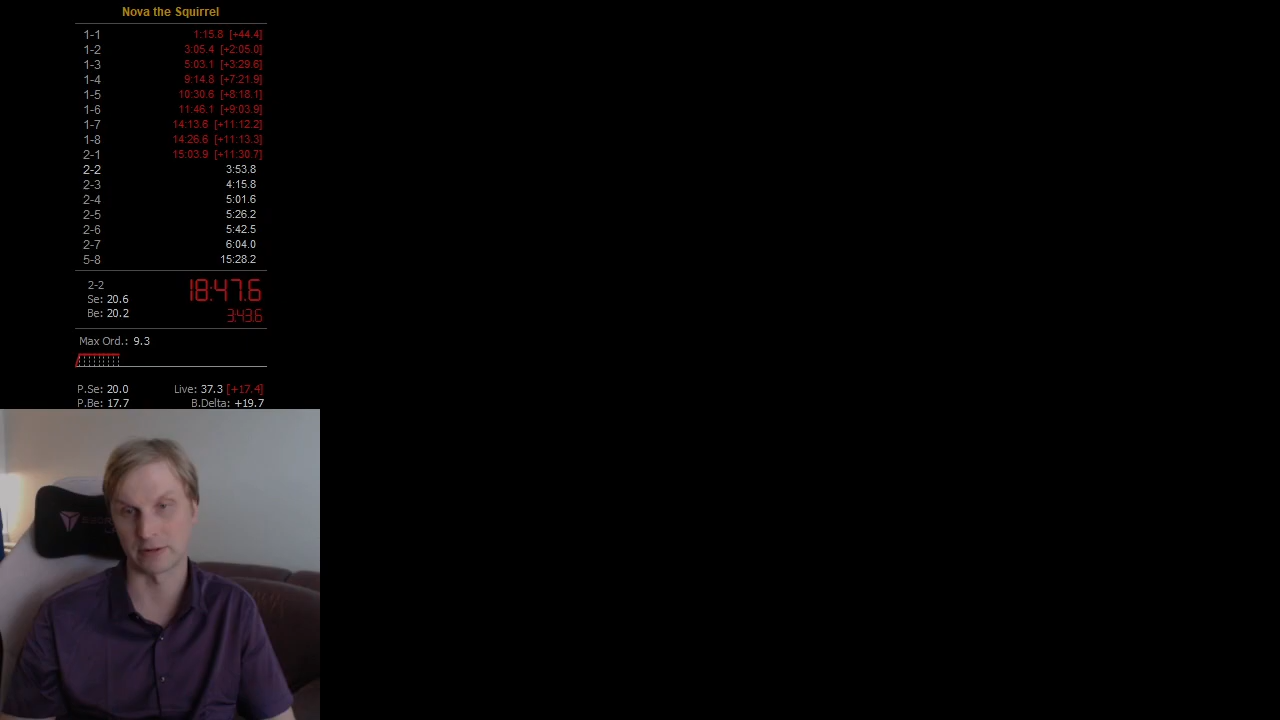 Nova the Squirrel
1-1 1:15.8 [+44.4]
1-2 3:05.4 [+2:05.0]
1-3 5:03.1 [+3:29.6]
1-4 9:14.8 [+7:21.9]
1-5 10:30.6 [+8:18.1]
1-6 11:46.1 [+9:03.9]
1-7 14:13.6 [+11:12.2]
1-8 14:26.6 [+11:13.3]
2-1 15:03.9 [+11:30.7]
2-2 3:53.8
2-3 4:15.8
2-4 5:01.6
2-5 5:26.2
2-6 5:42.5
2-7 6:04.0
5-8 15:28.2
2-2 18:47.6
Se: 20.6
Be: 20.2 3:43.6
Max Ord.: 9.3
P.Se: 20.0 Live: 37.3 [+17.4]
P.Be: 17.7 B.Delta: +19.7